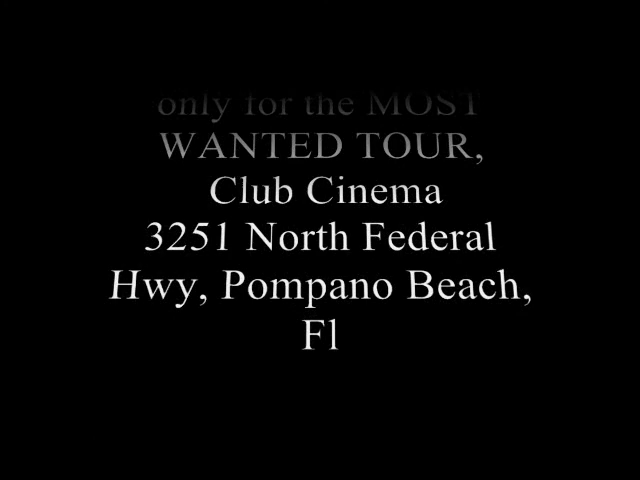 only for the MOST
WANTED TOUR,
Club Cinema
3251 North Federal
Hwy, Pompano Beach,
Fl